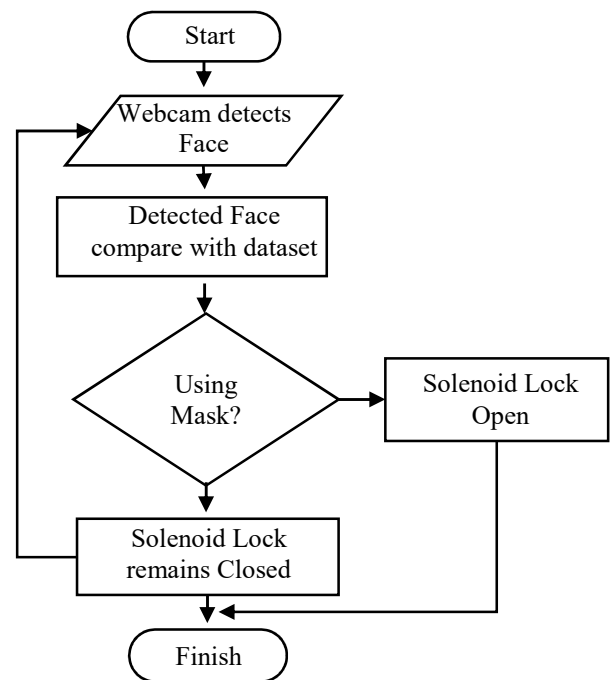 Start
Webcam detects
Face
Detected Face
compare with dataset
Using
Mask?
Solenoid Lock
Open
Solenoid Lock
remains Closed
Finish